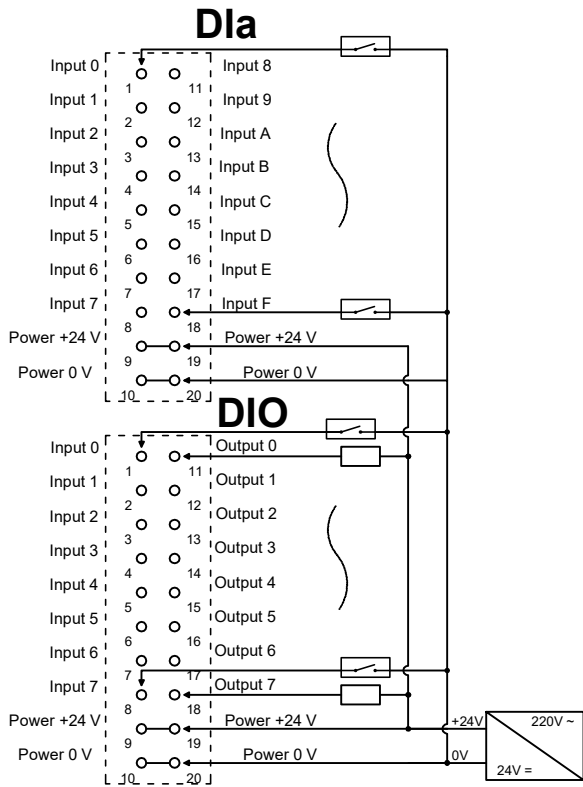 DIa
Input 0 Input 8
1 11
Input 1 Input 9
2 12
Input 2 Input A
3 13
Input 3 Input B
4 14
Input 4 Input C
5 15
Input 5 Input D
6 16
Input 6 Input E
7 17
Input 7 Input F
8 18
Power +24 V Power +24 V
9 19
Power 0 V Power 0 V
10 20
DIO
Input 0 Output 0
1 11
Input 1 Output 1
2 12
Input 2 Output 2
3 13
Input 3 Output 3
4 14
Input 4 Output 4
5 15
Input 5 Output 5
6 16
Input 6 Output 6
7 17
Input 7 Output 7
8 18
Power +24 V Power +24 V +24V 220V ~
9 19
Power 0 V Power 0 V 0V
10 20 24V =